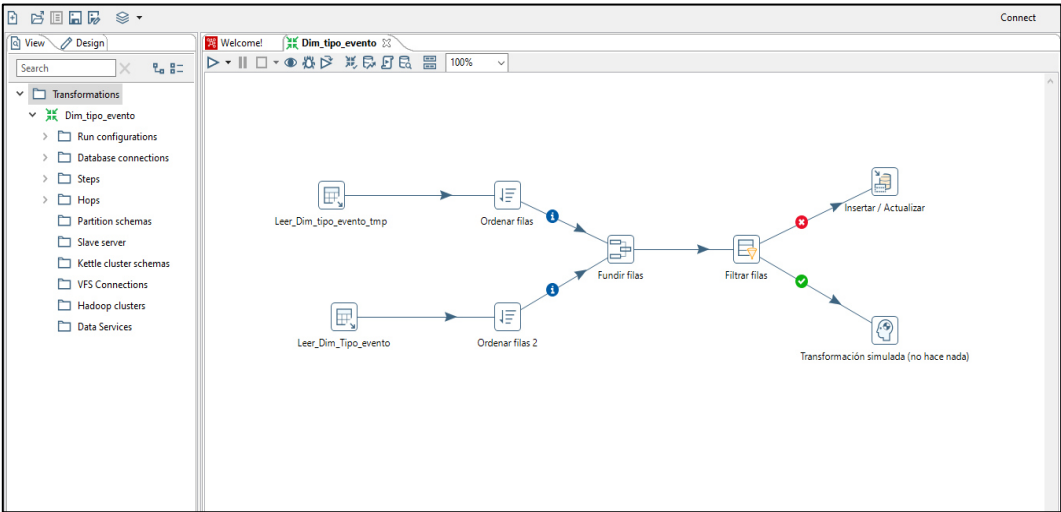 Connect
View
Design
Welcome!
Dim_tipo_evento
Search
100%
Transformations
Dim_tipo_evento
Run configurations
Database connections
Steps
Hops
Partition schemas
Slave server
Kettle cluster schemas
VFS Connections
Hadoop clusters
Data Services
Leer_Dim_tipo_evento_tmp
Ordenar filas
Insertar / Actualizar
Fundir filas
Filtrar filas
Leer_Dim_Tipo_evento
Ordenar filas 2
Transformación simulada (no hace nada)